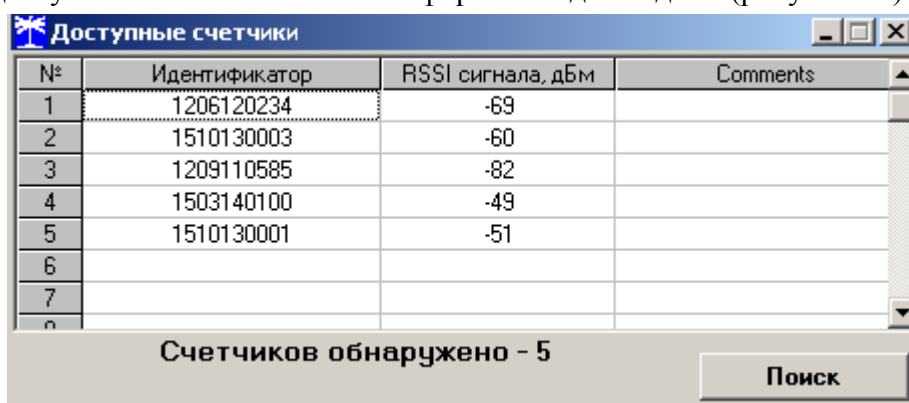 Доступные счетчики
№ Идентификатор RSSI сигнала, дБм Comments
1 1206120234 -69
2 1510130003 -60
3 1209110585 -82
4 1503140100 -49
5 1510130001 -51
6
7
Счетчиков обнаружено - 5
Поиск